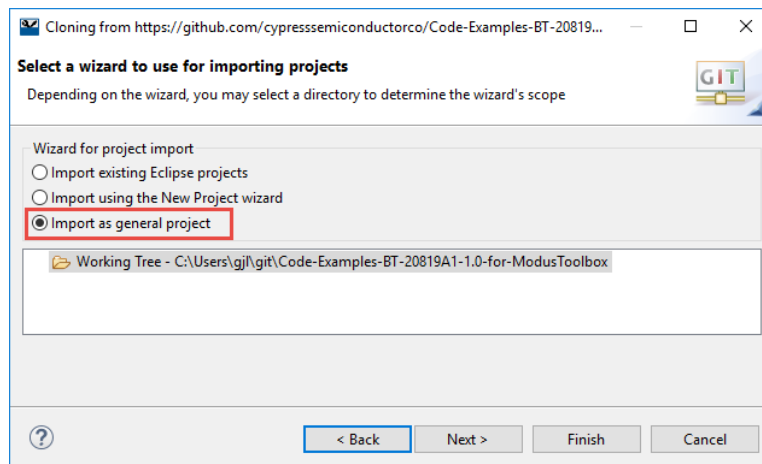 Cloning from https://github.com/cypresssemiconductorco/Code-Examples-BT-20819...
Select a wizard to use for importing projects
Depending on the wizard, you may select a directory to determine the wizard's scope
GIT
Wizard for project import
Import existing Eclipse projects
Import using the New Project wizard
Import as general project
Working Tree - C:\Users\gjl\git\Code-Examples-BT-20819A1-1.0-for-ModusToolbox
?
< Back
Next >
Finish
Cancel